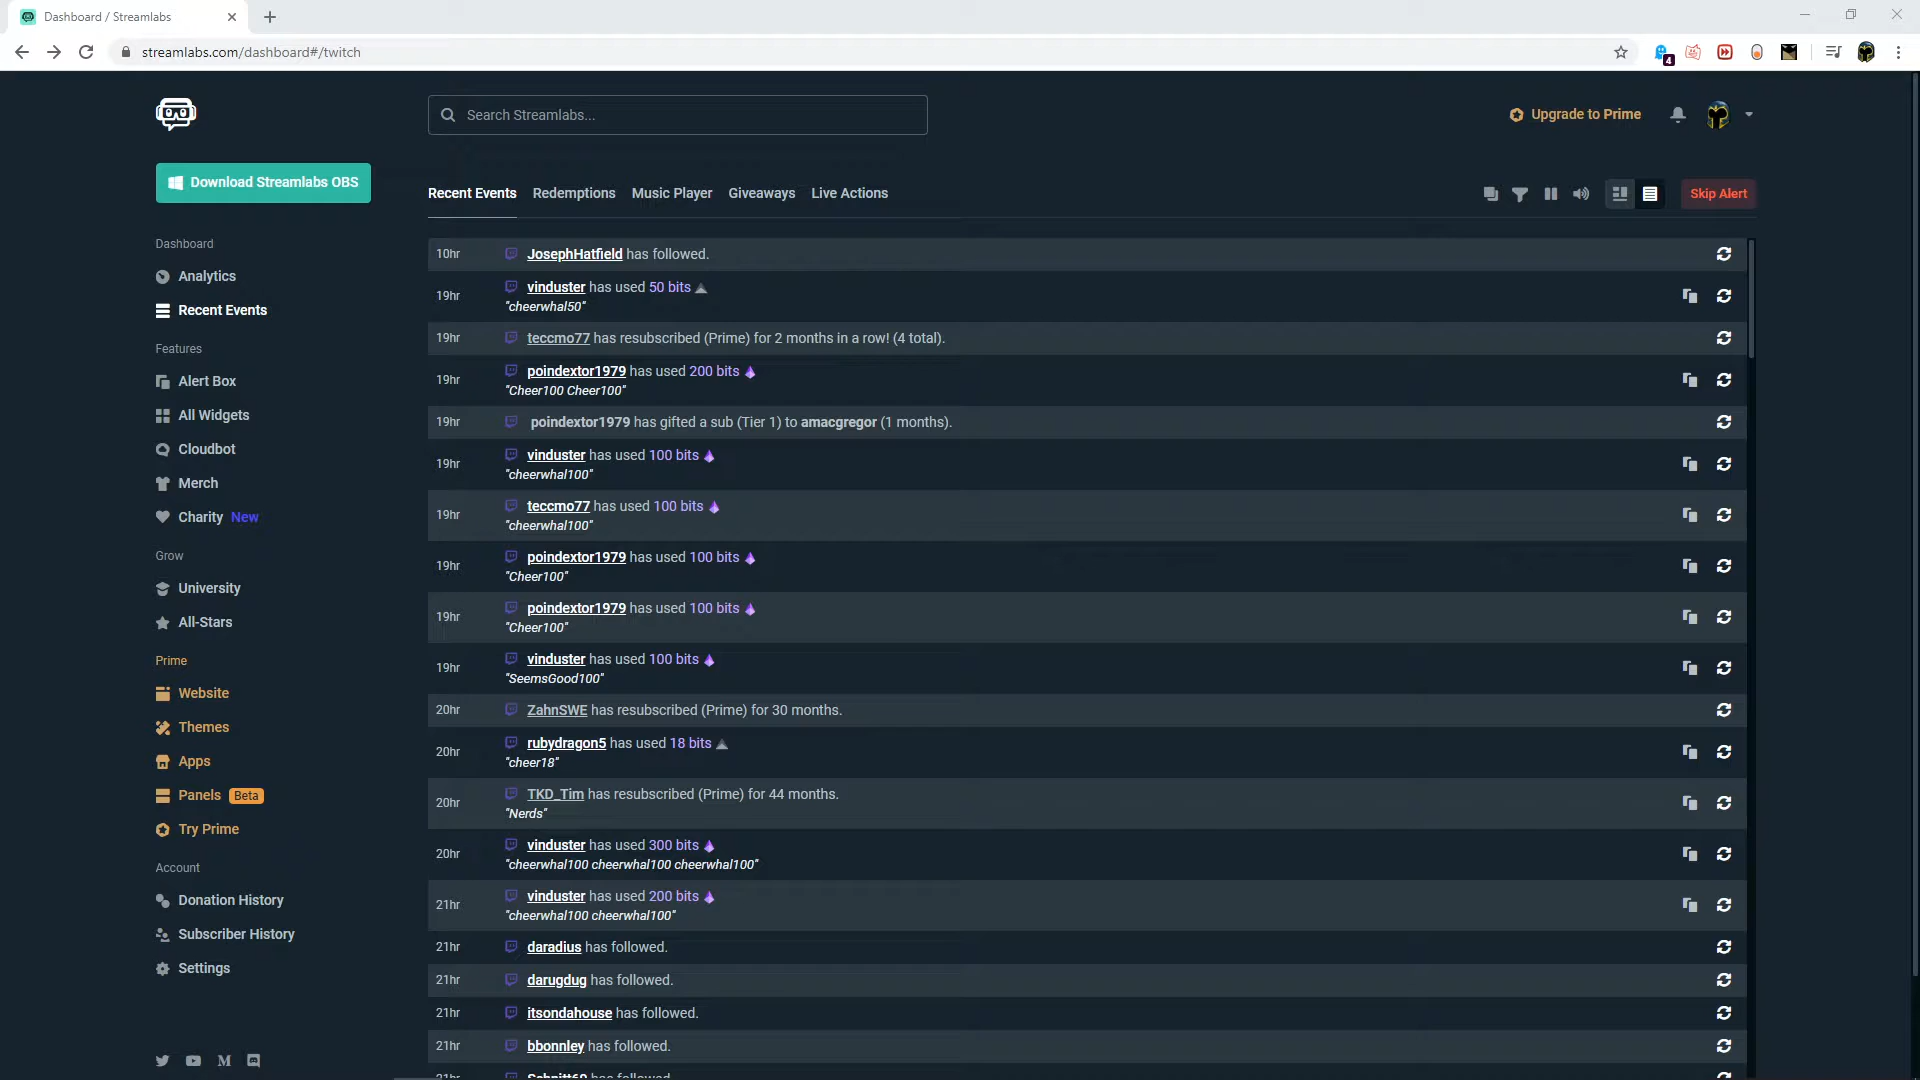 Dashboard / Streamlabs
streamlabs.com/dashboard#/twitch
4
Search Streamlabs...
Upgrade to Prime
Download Streamlabs OBS
Recent Events
Redemptions
Music Player
Giveaways
Live Actions
Skip Alert
Dashboard
Analytics
Recent Events
Features
Alert Box
All Widgets
Cloudbot
Merch
Charity New
Grow
University
All-Stars
Prime
Website
Themes
Apps
Panels Beta
Try Prime
Account
Donation History
Subscriber History
Settings
10hr JosephHatfield has followed.
19hr vinduster has used 50 bits
"cheerwhal50"
19hr teccmo77 has resubscribed (Prime) for 2 months in a row! (4 total).
19hr poindextor1979 has used 200 bits
"Cheer100 Cheer100"
19hr poindextor1979 has gifted a sub (Tier 1) to amacgregor (1 months).
19hr vinduster has used 100 bits
"cheerwhal100"
19hr teccmo77 has used 100 bits
"cheerwhal100"
19hr poindextor1979 has used 100 bits
"Cheer100"
19hr poindextor1979 has used 100 bits
"Cheer100"
19hr vinduster has used 100 bits
"SeemsGood100"
20hr ZahnSWE has resubscribed (Prime) for 30 months.
20hr rubydragon5 has used 18 bits
"cheer18"
20hr TKD_Tim has resubscribed (Prime) for 44 months.
"Nerds"
20hr vinduster has used 300 bits
"cheerwhal100 cheerwhal100 cheerwhal100"
21hr vinduster has used 200 bits
"cheerwhal100 cheerwhal100"
21hr daradius has followed.
21hr darugdug has followed.
21hr itsondahouse has followed.
21hr bbonnley has followed.
21hr has followed.